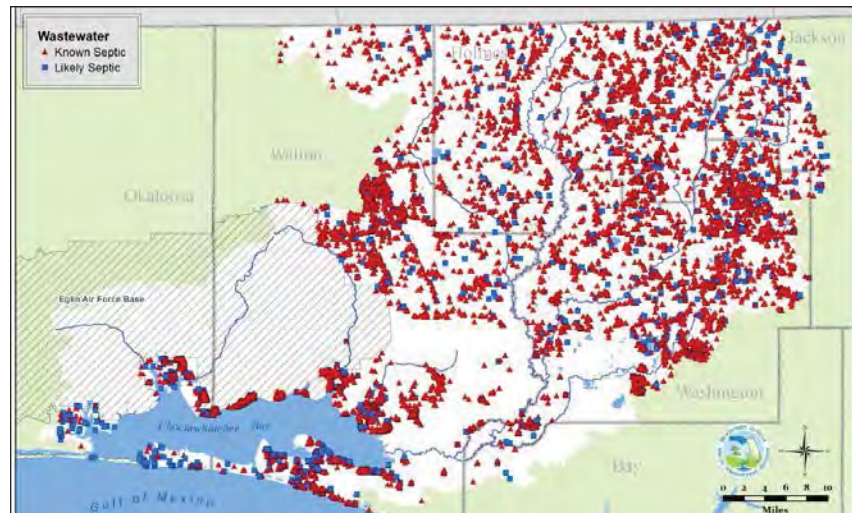 Wastewater
Known Septic
Likely Septic
Holmes
Jackson
Walton
Okaloosa
Eglin Air Force Base
Washington
Choctawhatchee Bay
Bay
Gulf of Mexico
0 2 4 6 8 10
Miles